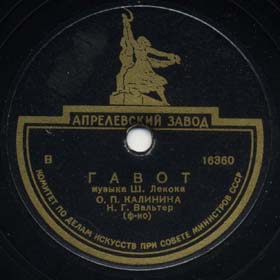 АПРЕЛЕВСКИЙ ЗАВОД
В 16360
ГАВОТ
музыка Ш. Лекока
О. П. КАЛИНИНА
Н. Г. Вальтер
(ф-но)
КОМИТЕТ ПО ДЕЛАМ ИСКУССТВ ПРИ СОВЕТЕ МИНИСТРОВ СССР